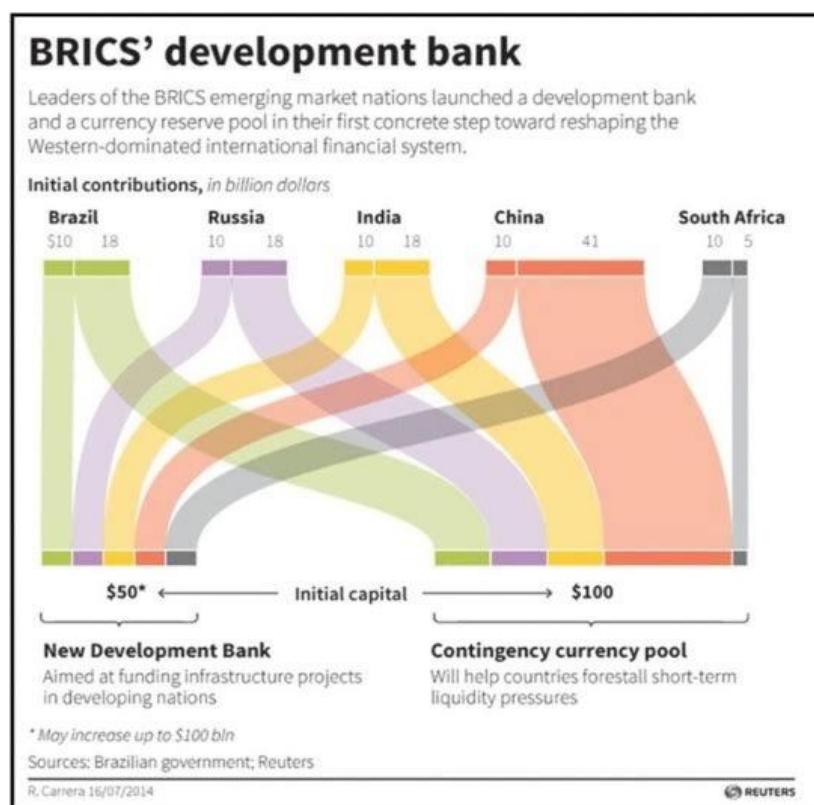 BRICS’ development bank
Leaders of the BRICS emerging market nations launched a development bank
and a currency reserve pool in their first concrete step toward reshaping the
Western-dominated international financial system.
Initial contributions, in billion dollars
Brazil Russia India China South Africa
$10 18 10 18 10 18 10 41 10 5
$50* Initial capital $100
New Development Bank
Aimed at funding infrastructure projects
in developing nations
Contingency currency pool
Will help countries forestall short-term
liquidity pressures
* May increase up to $100 bln
Sources: Brazilian government; Reuters
R. Carrera 16/07/2014
REUTERS